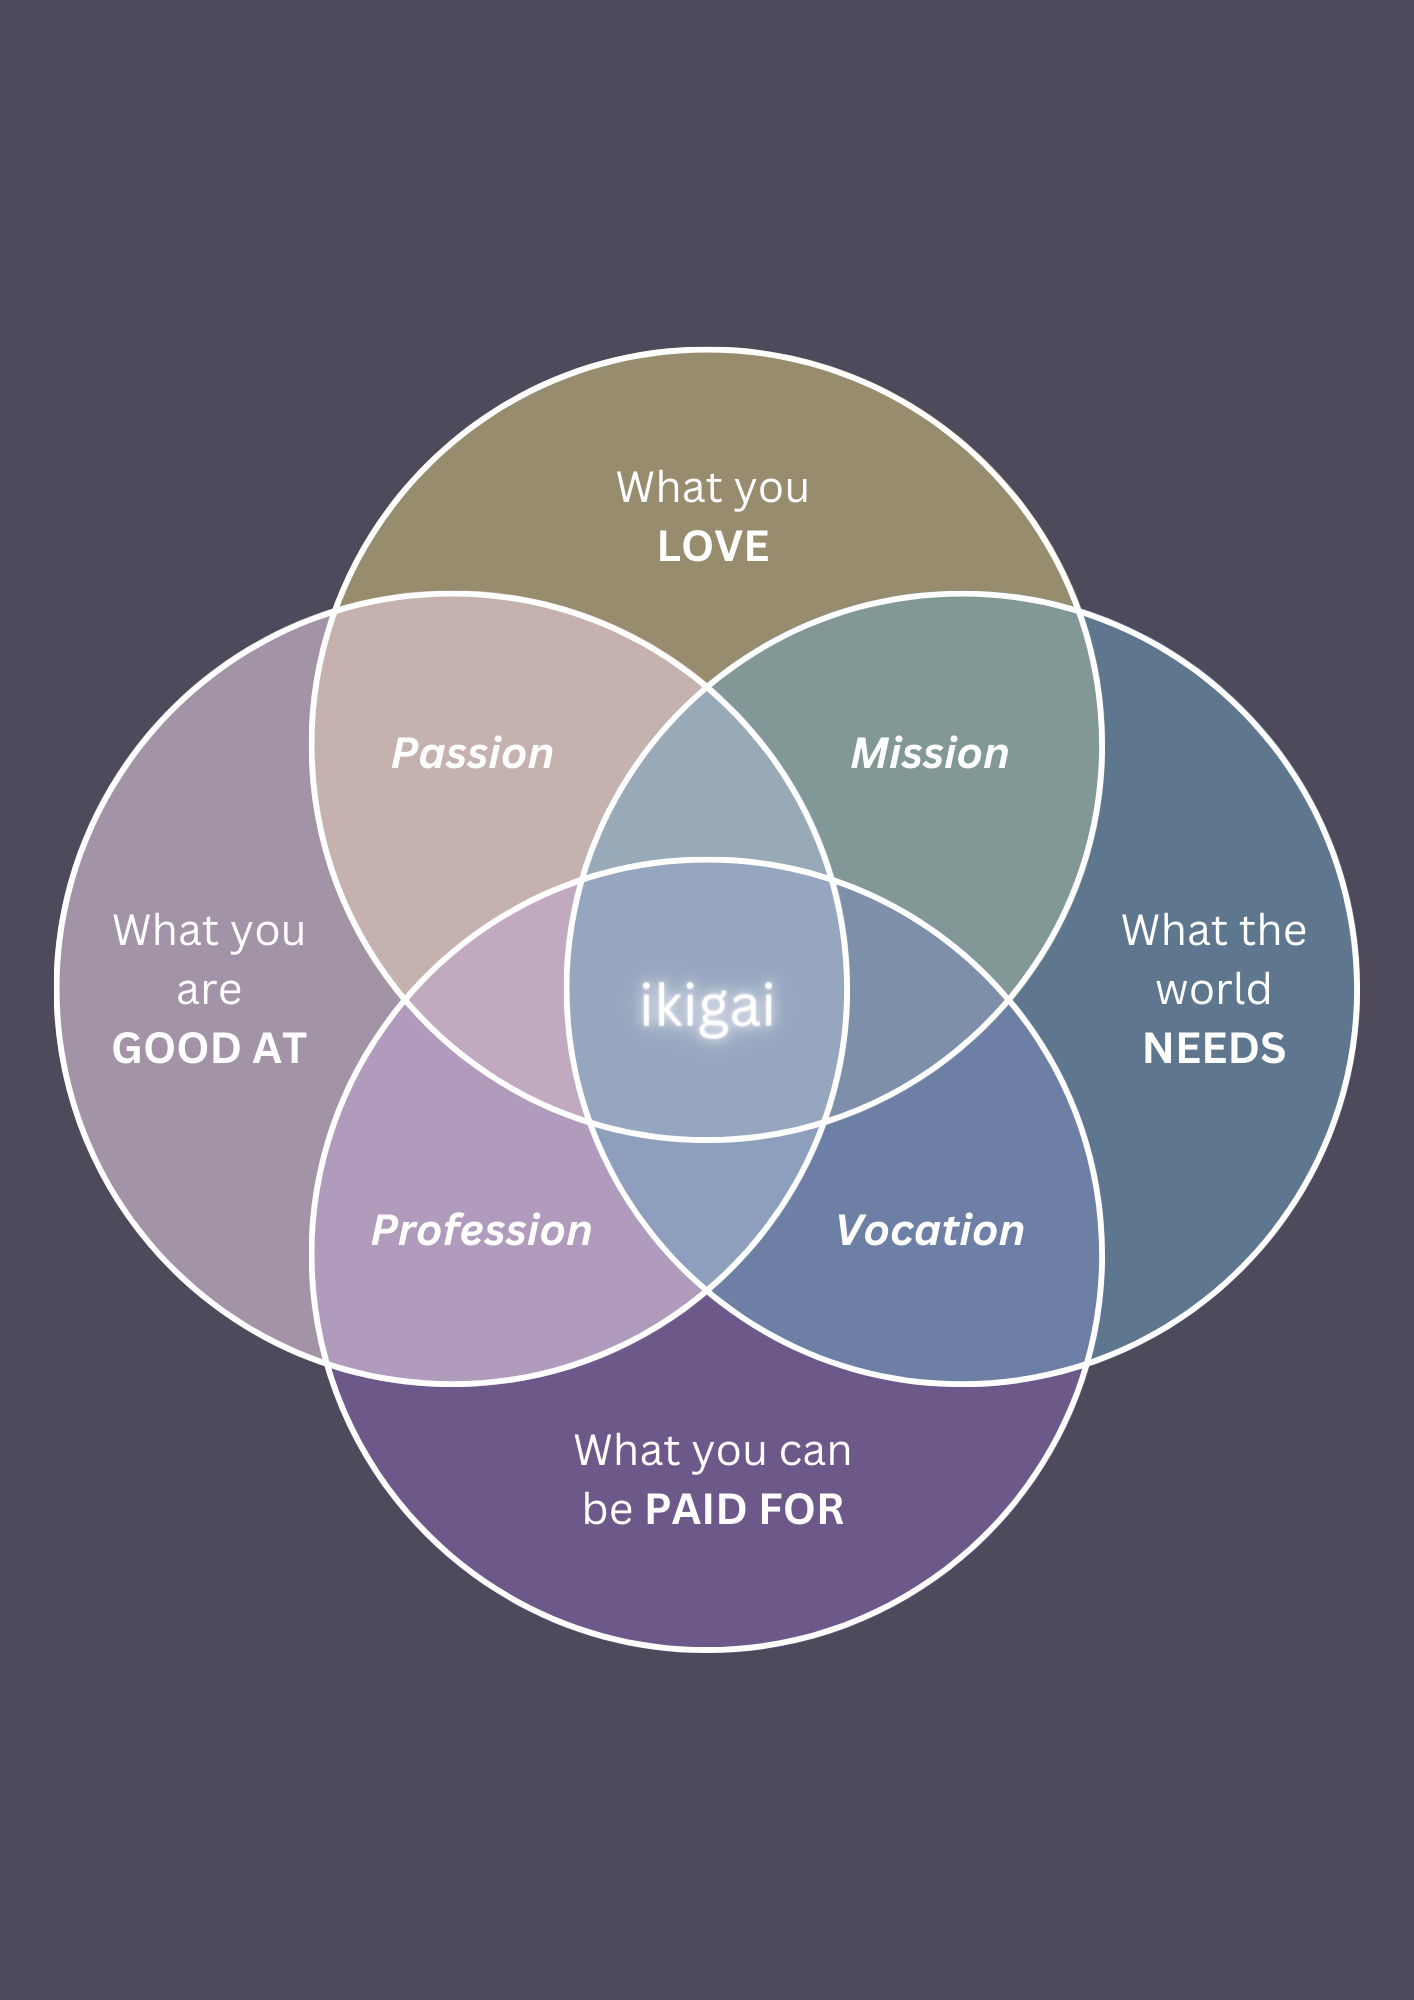 What you
LOVE
Passion
Mission
What you
are
GOOD AT
ikigai
What the
world
NEEDS
Profession
Vocation
What you can
be PAID FOR